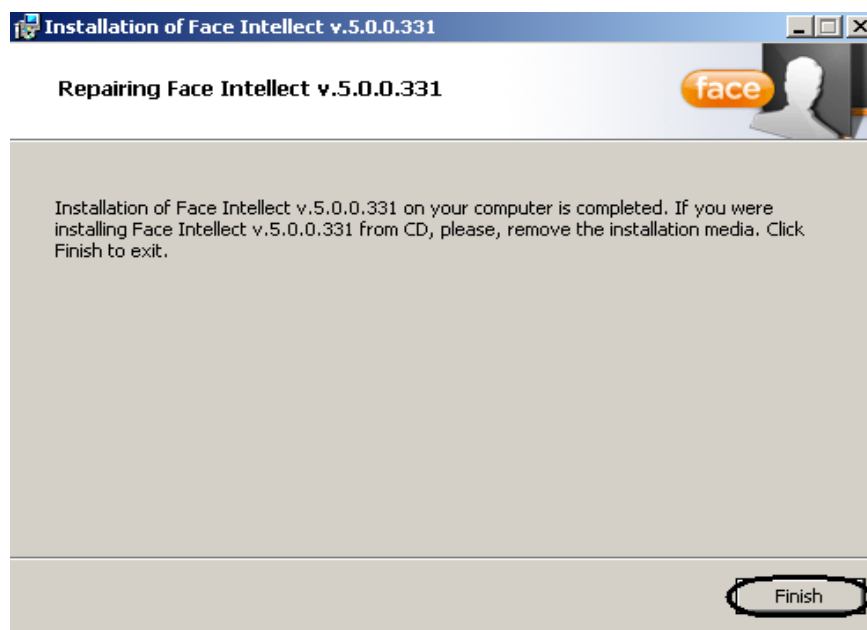 Installation of Face Intellect v.5.0.0.331
Repairing Face Intellect v.5.0.0.331
face
Installation of Face Intellect v.5.0.0.331 on your computer is completed. If you were
installing Face Intellect v.5.0.0.331 from CD, please, remove the installation media. Click
Finish to exit.
Finish